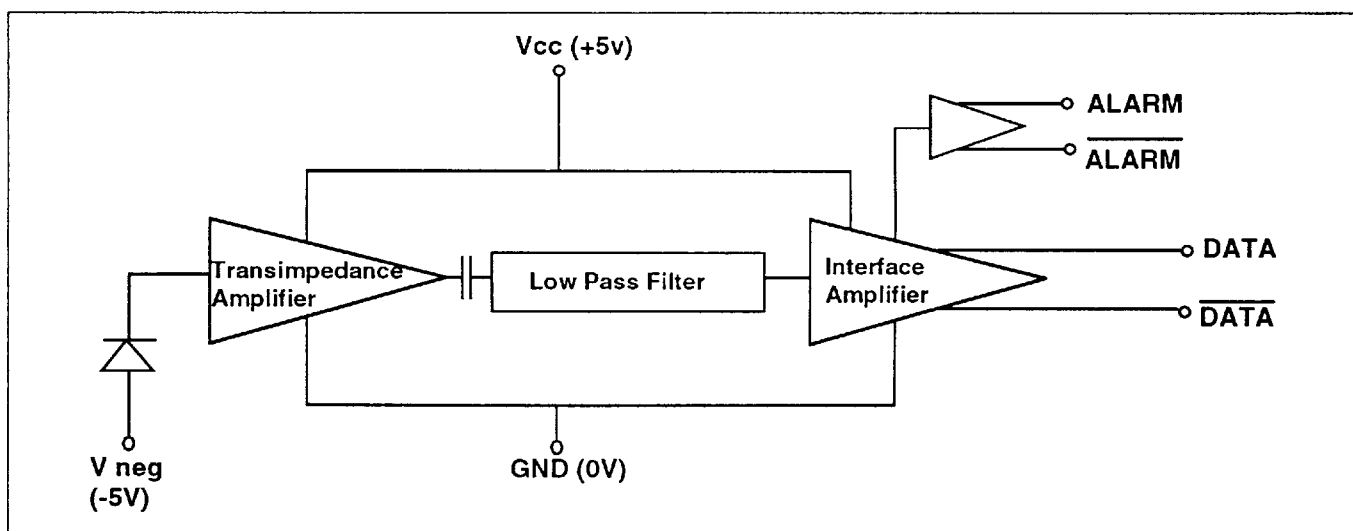 Vcc (+5v)
ALARM
ALARM
Transimpedance
Amplifier
Low Pass Filter
Interface
Amplifier
DATA
DATA
V neg
(-5V)
GND (0V)